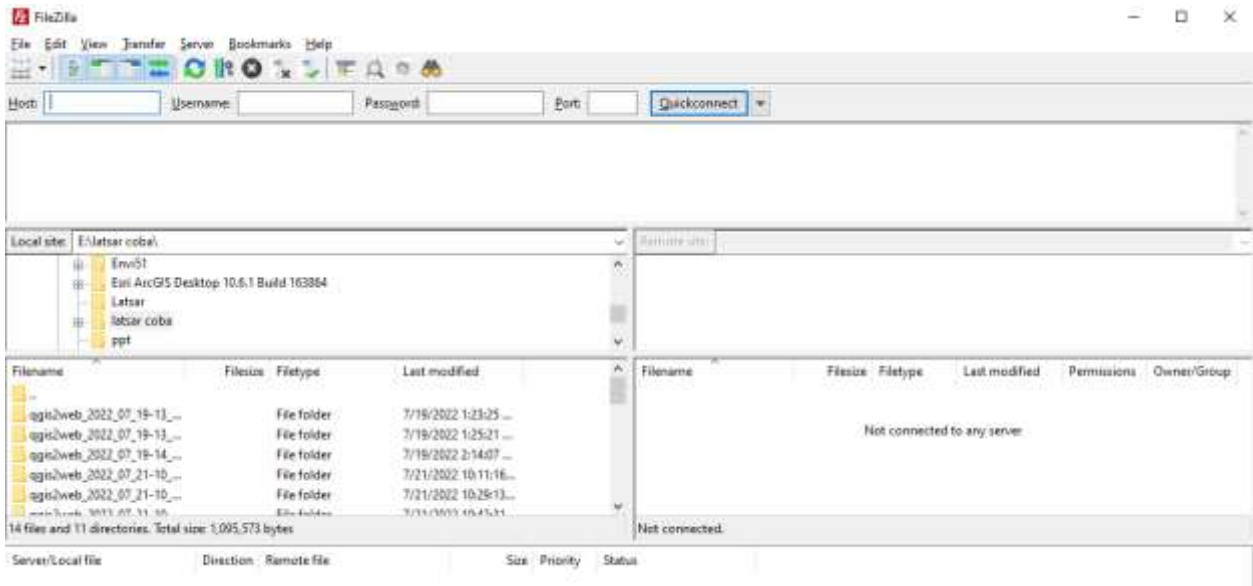 FileZilla
File Edit View Transfer Server Bookmarks Help
Host: Username: Password: Port: Quickconnect
Local site: E:\latsar coba\ Remote site:
Envi51
Esri ArcGIS Desktop 10.6.1 Build 163864
Latsar
latsar coba
ppt
Filename Filesize Filetype Last modified Filename Filesize Filetype Last modified Permissions Owner/Group
..
qgis2web_2022_07_19-13_... File folder 7/19/2022 1:23:25 ...
qgis2web_2022_07_19-13_... File folder 7/19/2022 1:25:21 ...
qgis2web_2022_07_19-14_... File folder 7/19/2022 2:14:07 ...
qgis2web_2022_07_21-10_... File folder 7/21/2022 10:11:16...
qgis2web_2022_07_21-10_... File folder 7/21/2022 10:29:13...
Not connected to any server
14 files and 11 directories. Total size: 1,095,573 bytes Not connected.
Server/Local file Direction Remote file Size Priority Status